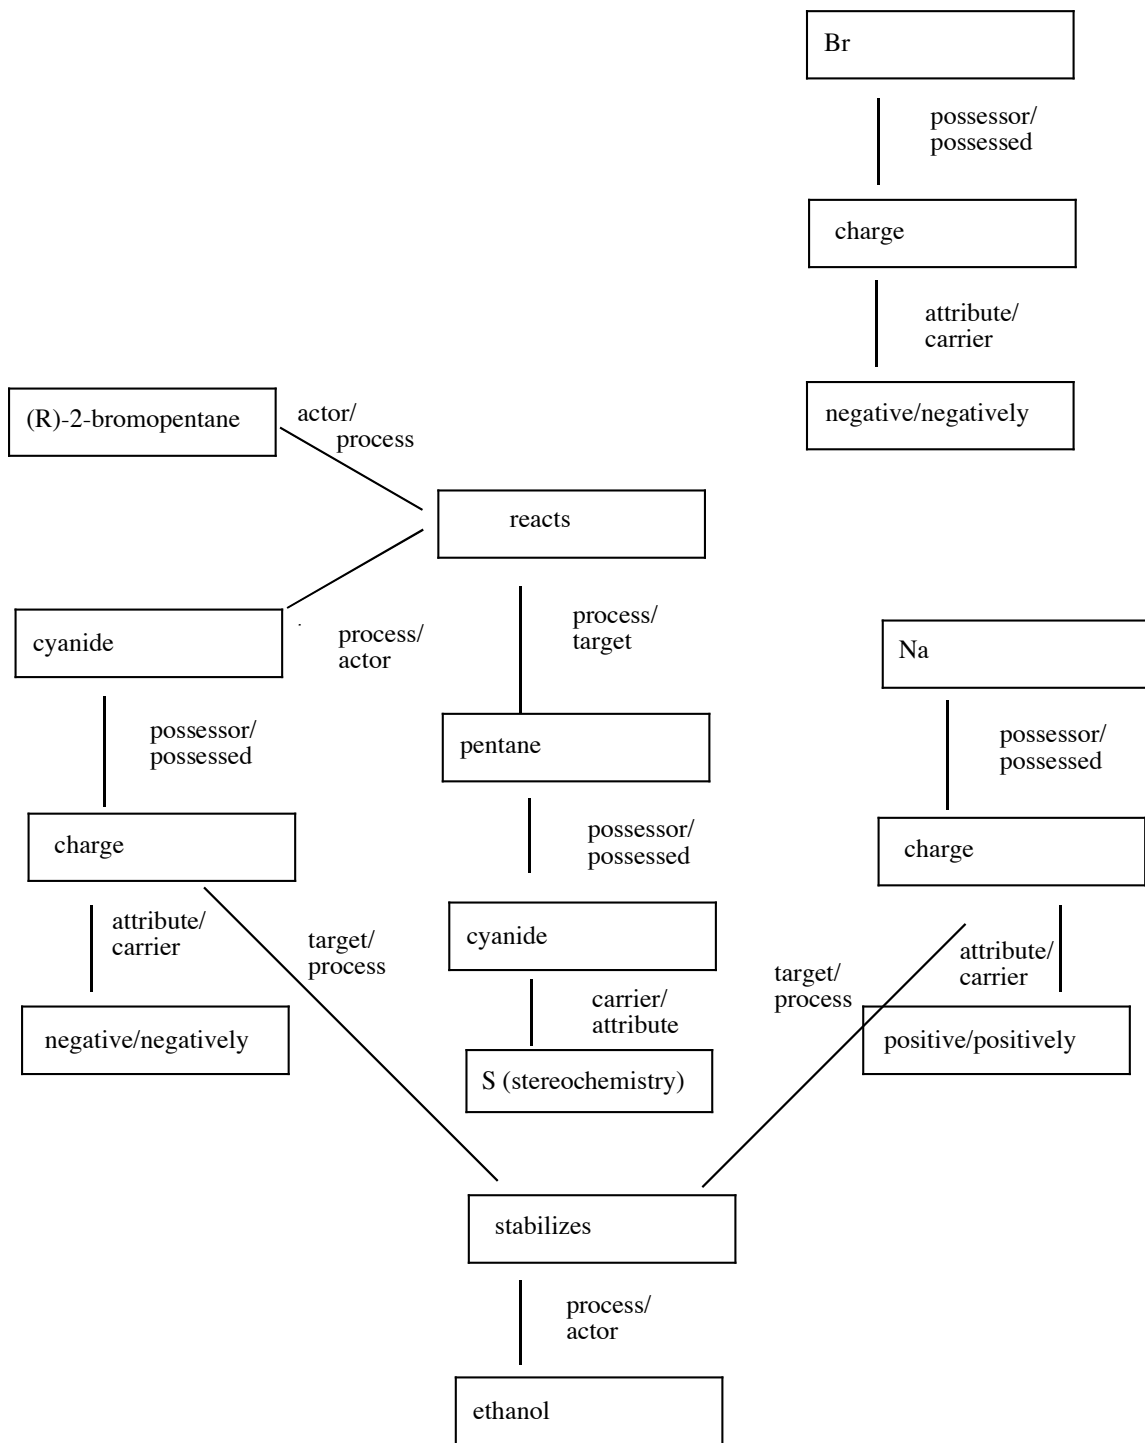 Br
possessor/
possessed
charge
attribute/
carrier
negative/negatively
(R)-2-bromopentane
actor/
process
reacts
cyanide
process/
actor
process/
target
Na
possessor/
possessed
pentane
possessor/
possessed
charge
possessor/
possessed
charge
attribute/
carrier
target/
process
cyanide
attribute/
carrier
target/
process
carrier/
attribute
negative/negatively
S (stereochemistry)
positive/positively
stabilizes
process/
actor
ethanol